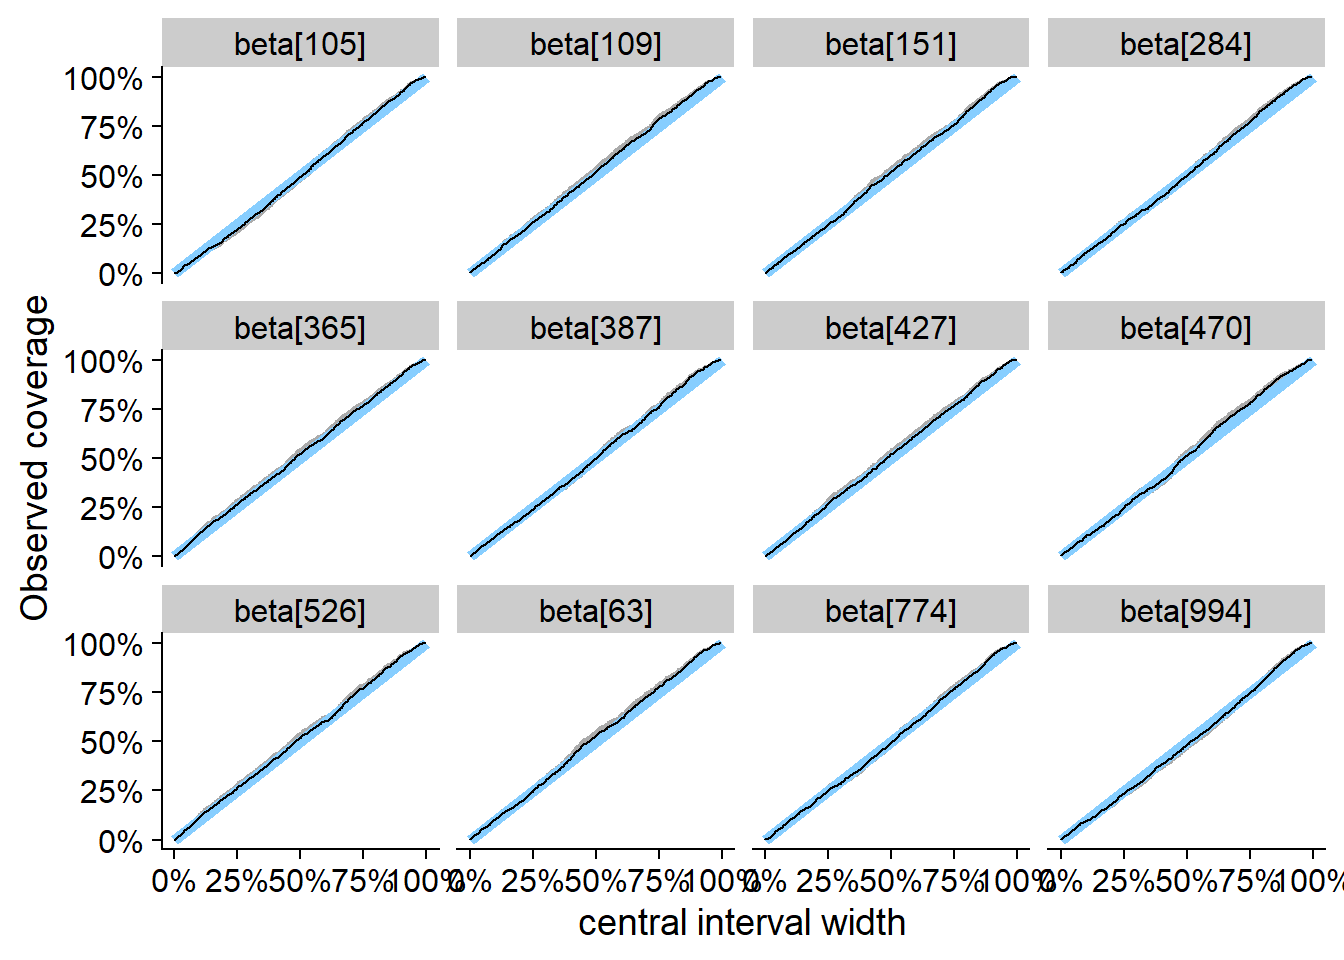 beta[105] beta[109] beta[151] beta[284]
100%
75%
50%
25%
0%
beta[365] beta[387] beta[427] beta[470]
100%
75%
50%
25%
0%
beta[526] beta[63] beta[774] beta[994]
100%
75%
50%
25%
0%
0% 25% 50% 75% 100% 0% 25% 50% 75% 100% 0% 25% 50% 75% 100% 0% 25% 50% 75% 100%
central interval width
Observed coverage